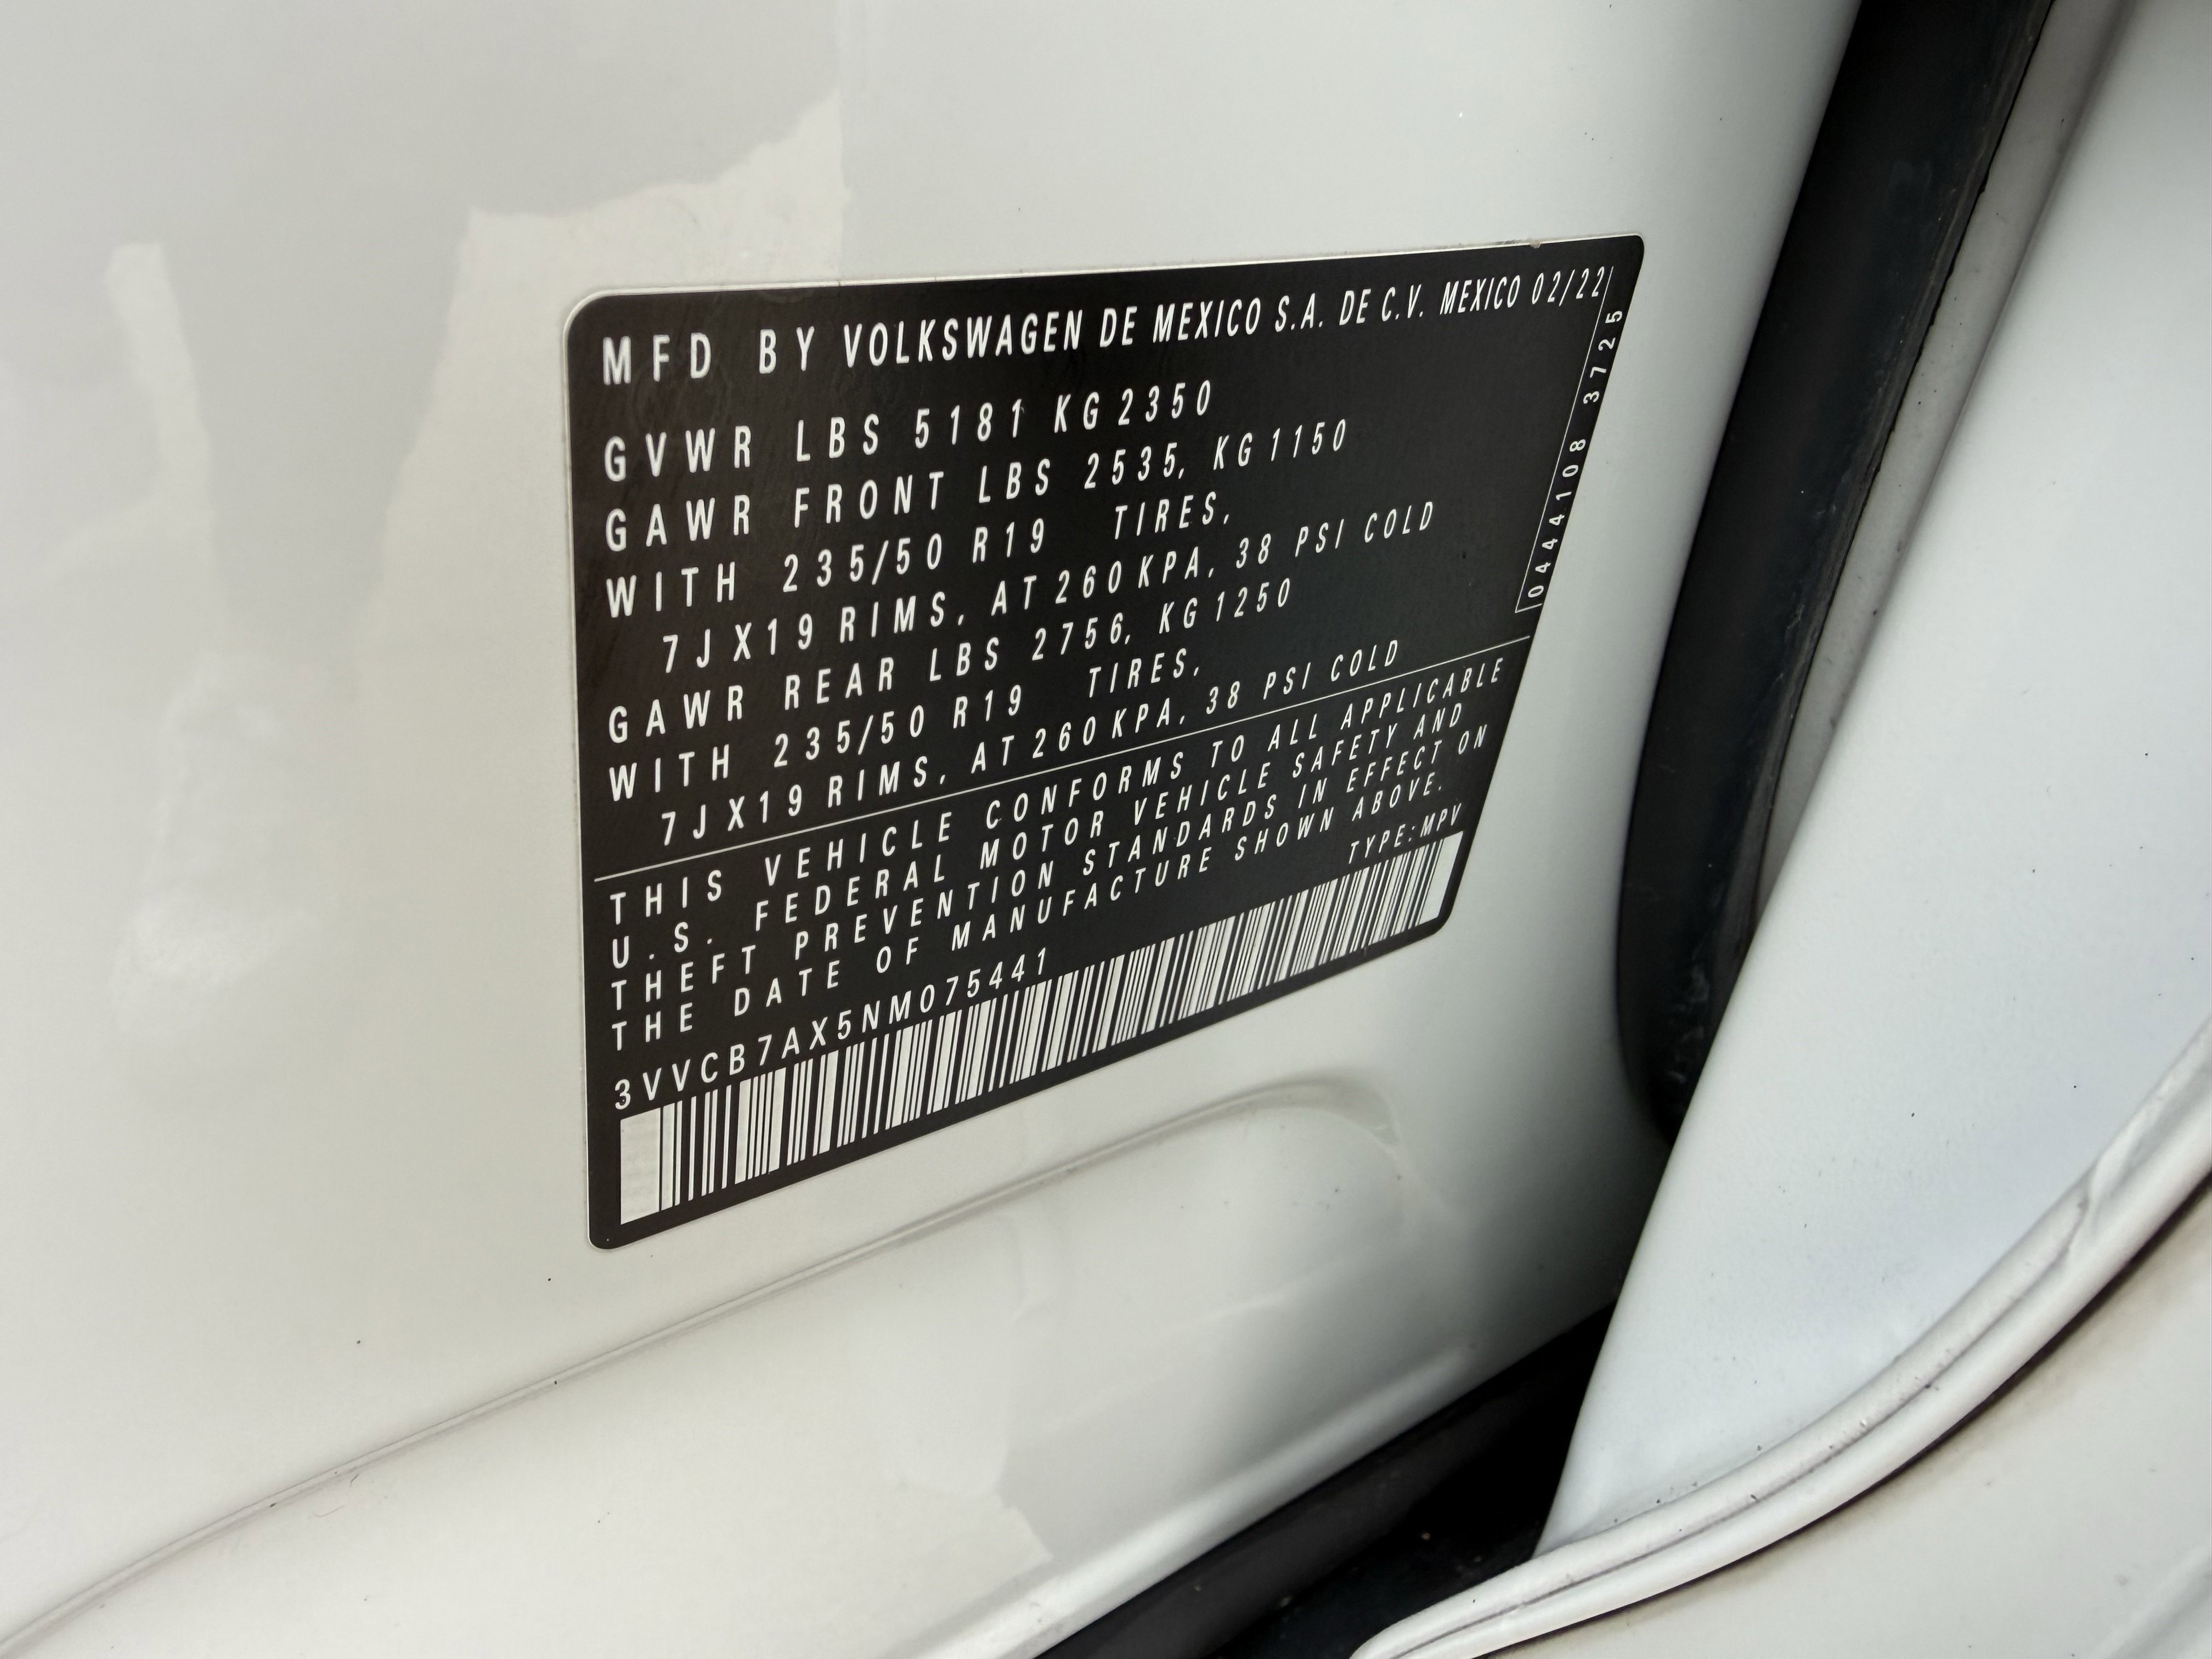 MFD BY VOLKSWAGEN DE MEXICO S.A. DE C.V. MEXICO 02/22
GVWR LBS 5181 KG 2350
GAWR FRONT LBS 2535, KG 1150
WITH 235/50 R19 TIRES,
7J X19 RIMS, AT 260 KPA, 38 PSI COLD
GAWR REAR LBS 2756, KG 1250
WITH 235/50 R19 TIRES,
7J X19 RIMS, AT 260 KPA, 38 PSI COLD
0444108 3725
THIS VEHICLE CONFORMS TO ALL APPLICABLE
U.S. FEDERAL MOTOR VEHICLE SAFETY AND
THEFT PREVENTION STANDARDS IN EFFECT ON
THE DATE OF MANUFACTURE SHOWN ABOVE.
3VVCB7AX5NM075441 TYPE:MPV